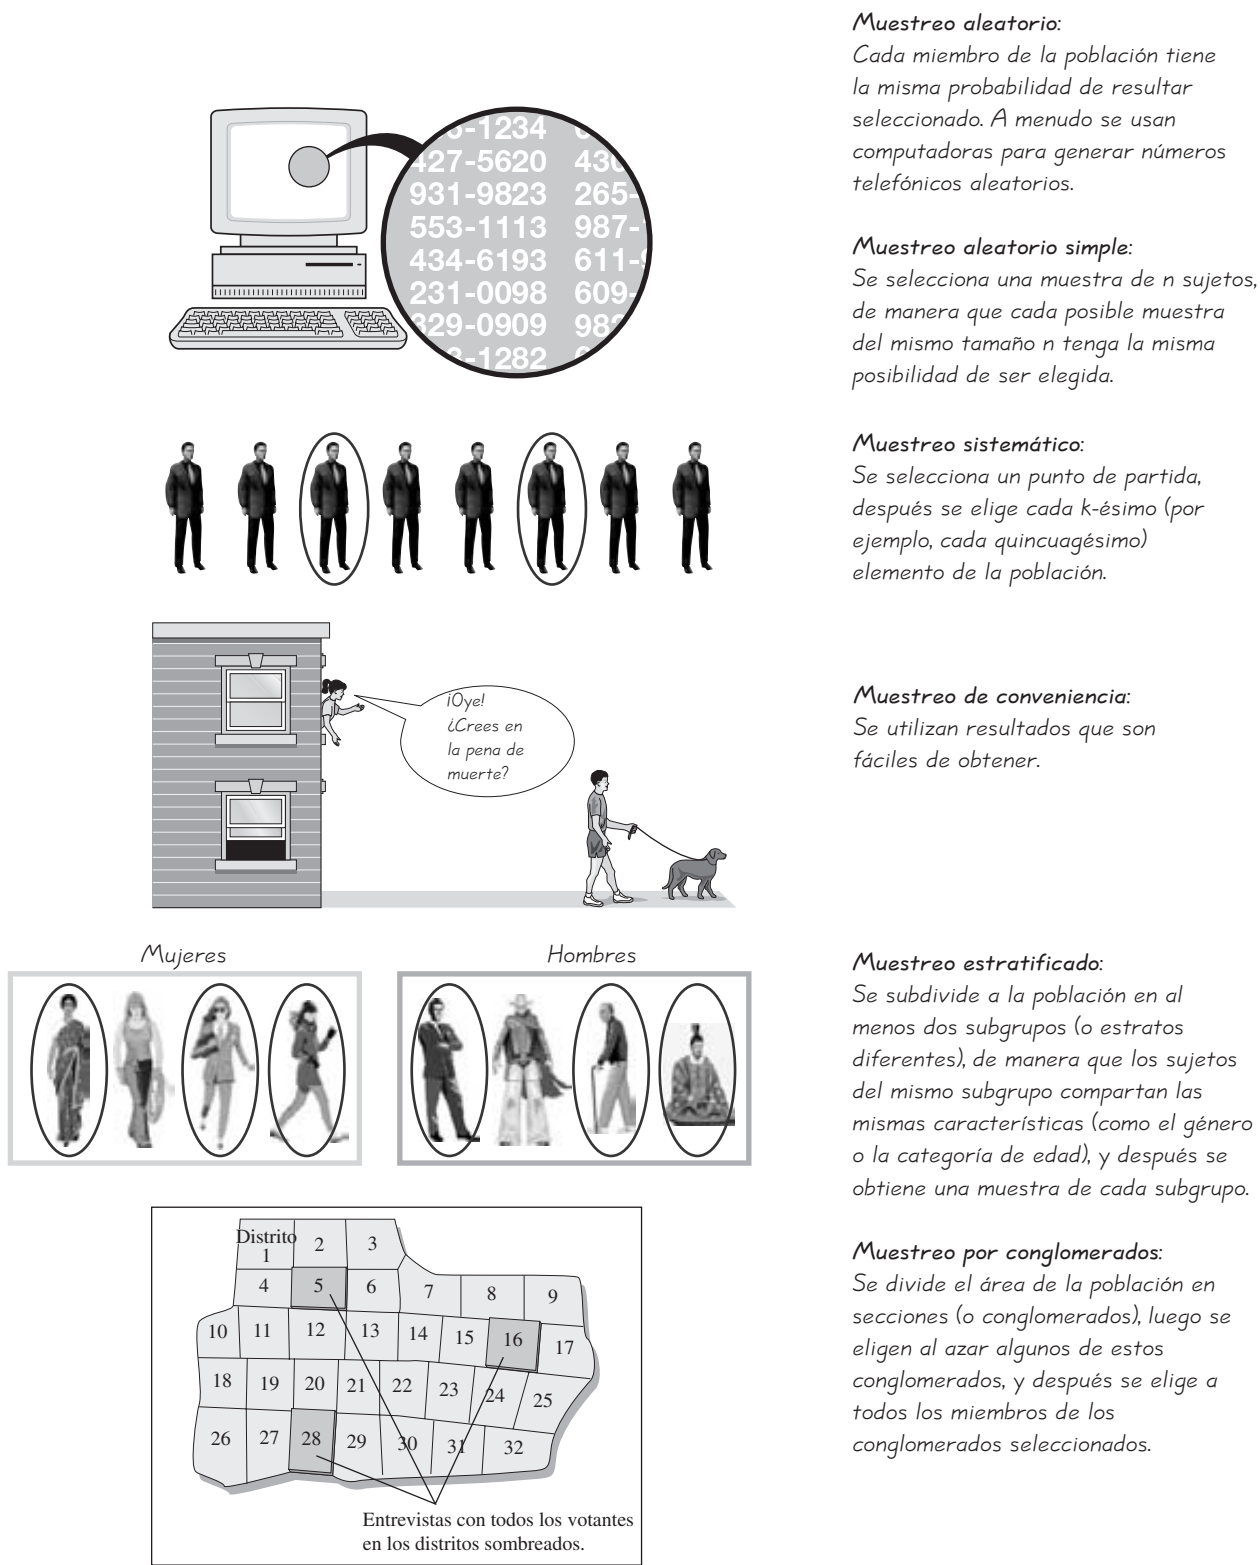 Muestreo aleatorio:
Cada miembro de la población tiene
la misma probabilidad de resultar
seleccionado. A menudo se usan
computadoras para generar números
telefónicos aleatorios.
-1234
427-5620 430
931-9823 265-
553-1113 987-
434-6193 611-9
231-0098 609-
329-0909 982
-1282
Muestreo aleatorio simple:
Se selecciona una muestra de n sujetos,
de manera que cada posible muestra
del mismo tamaño n tenga la misma
posibilidad de ser elegida.
Muestreo sistemático:
Se selecciona un punto de partida,
después se elige cada k-ésimo (por
ejemplo, cada quincuagésimo)
elemento de la población.
¡Oye!
¿Crees en
la pena de
muerte?
Muestreo de conveniencia:
Se utilizan resultados que son
fáciles de obtener.
Mujeres
Hombres
Muestreo estratificado:
Se subdivide a la población en al
menos dos subgrupos (o estratos
diferentes), de manera que los sujetos
del mismo subgrupo compartan las
mismas características (como el género
o la categoría de edad), y después se
obtiene una muestra de cada subgrupo.
Distrito
1 2 3
4 5 6 7 8 9
10 11 12 13 14 15 16 17
18 19 20 21 22 23 24 25
26 27 28 29 30 31 32
Entrevistas con todos los votantes
en los distritos sombreados.
Muestreo por conglomerados:
Se divide el área de la población en
secciones (o conglomerados), luego se
eligen al azar algunos de estos
conglomerados, y después se elige a
todos los miembros de los
conglomerados seleccionados.